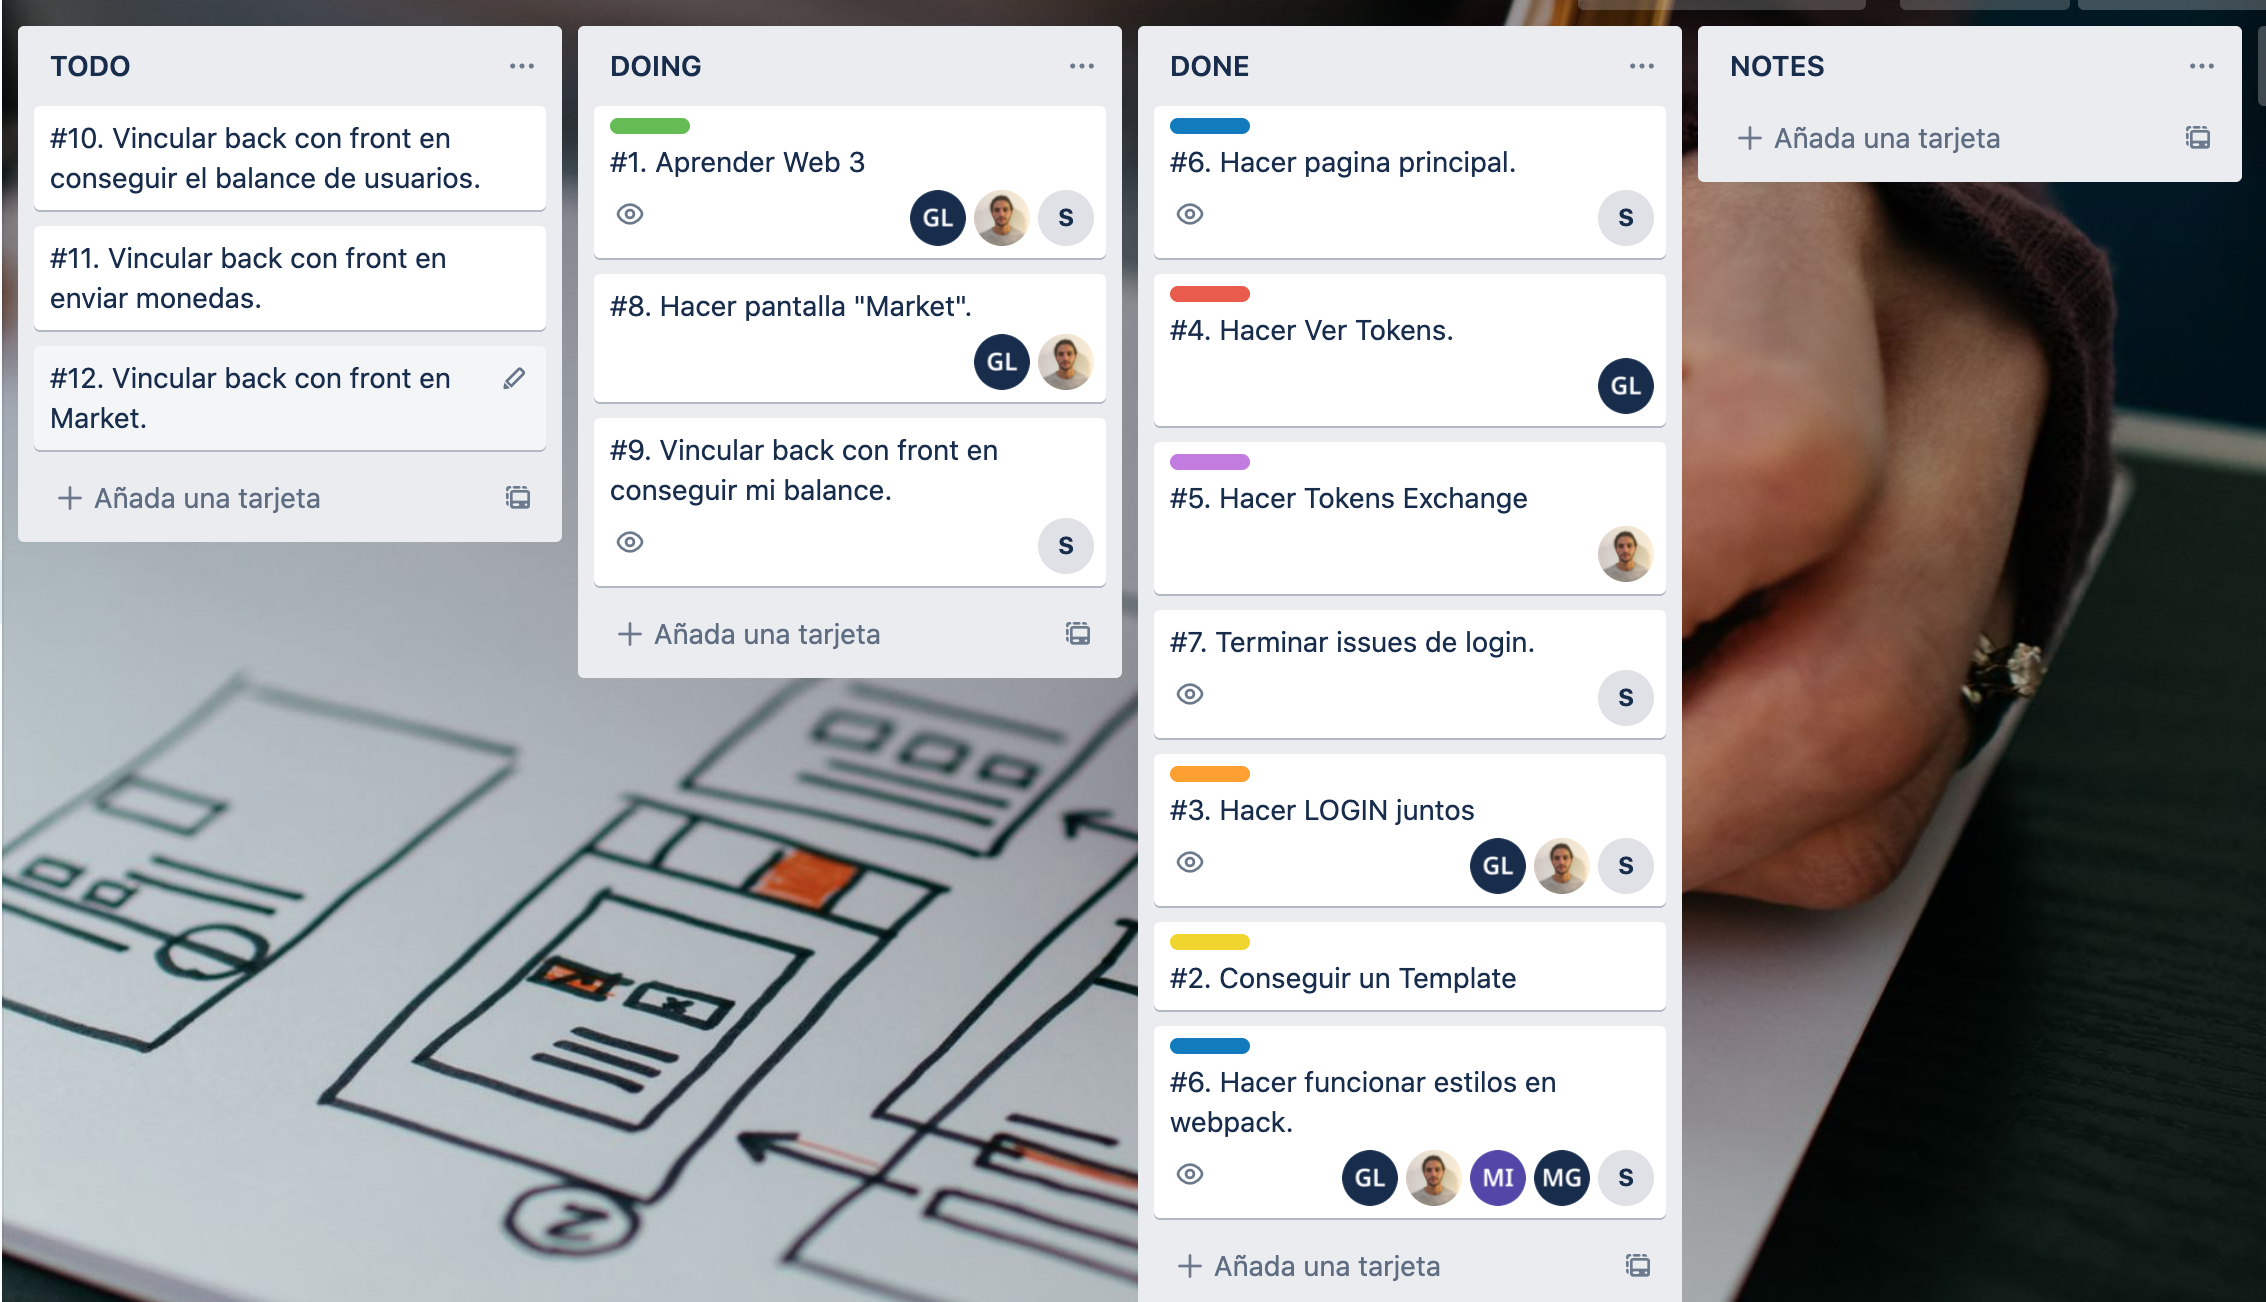 TODO
#10. Vincular back con front en
conseguir el balance de usuarios.
#11. Vincular back con front en
enviar monedas.
#12. Vincular back con front en
Market.
Añada una tarjeta
DOING
#1. Aprender Web 3
GL
S
#8. Hacer pantalla "Market".
GL
#9. Vincular back con front en
conseguir mi balance.
S
Añada una tarjeta
DONE
#6. Hacer pagina principal.
S
#4. Hacer Ver Tokens.
GL
#5. Hacer Tokens Exchange
#7. Terminar issues de login.
S
#3. Hacer LOGIN juntos
GL
S
#2. Conseguir un Template
#6. Hacer funcionar estilos en
webpack.
GL
MI
MG
S
Añada una tarjeta
NOTES
Añada una tarjeta